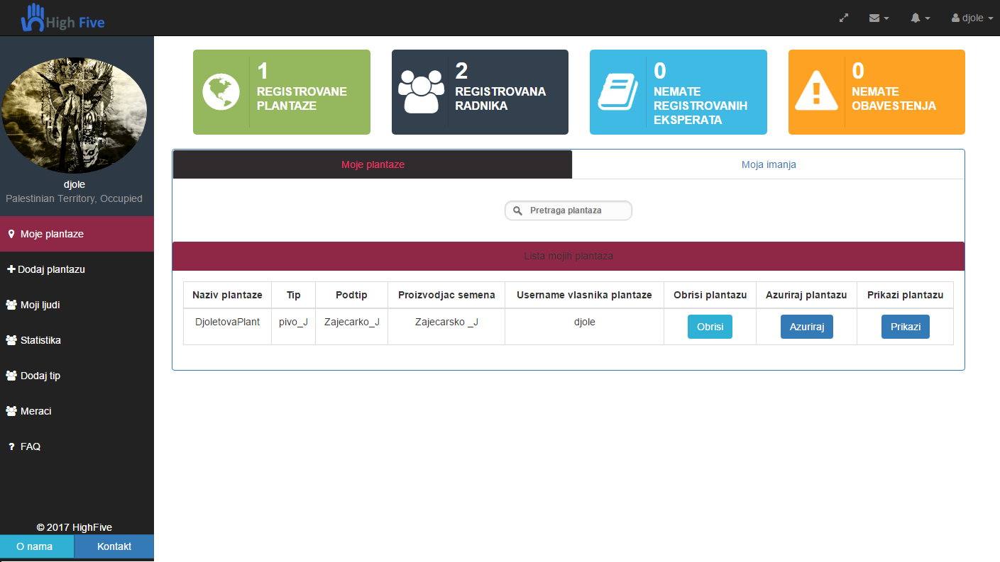 High Five
djole
djole
Palestinian Territory, Occupied
Moje plantaze
Dodaj plantazu
Moji ljudi
Statistika
Dodaj tip
Meraci
FAQ
© 2017 HighFive
O nama Kontakt
1
REGISTROVANE
PLANTAZE
2
REGISTROVANA
RADNIKA
0
NEMATE
REGISTROVANIH
EKSPERATA
0
NEMATE
OBAVESTENJA
Moje plantaze Moja imanja
Pretraga plantaza
Lista mojih plantaza
Naziv plantaze Tip Podtip Proizvodjac semena Username vlasnika plantaze Obrisi plantazu Azuriraj plantazu Prikazi plantazu
DjoletovaPlant pivo_J Zajecarko_J Zajecarsko _J djole Obrisi Azuriraj Prikazi